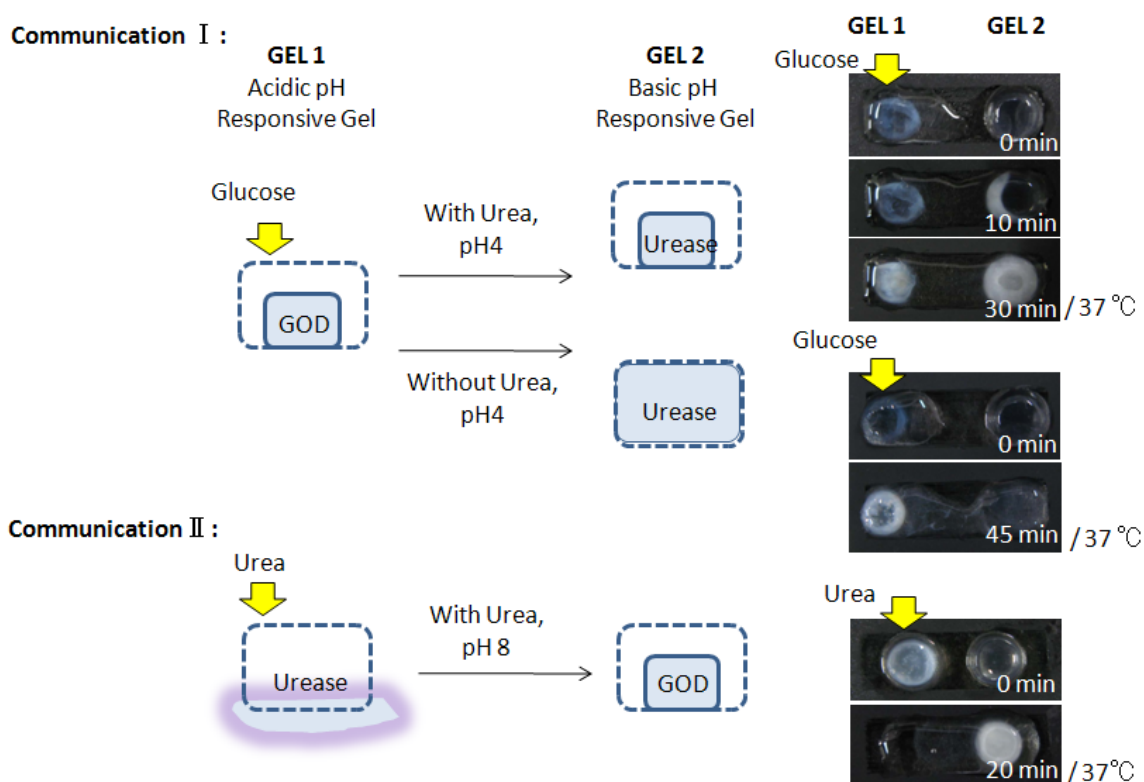 Communication Ⅰ :
GEL 1
Acidic pH
Responsive Gel
GEL 2
Basic pH
Responsive Gel
Glucose
GOD
With Urea,
pH4
Urease
Without Urea,
pH4
Urease
GEL 1
GEL 2
Glucose
0 min
10 min
30 min / 37 ℃
Glucose
0 min
45 min / 37 ℃
Communication Ⅱ :
Urea
Urease
With Urea,
pH 8
GOD
Urea
0 min
20 min / 37℃